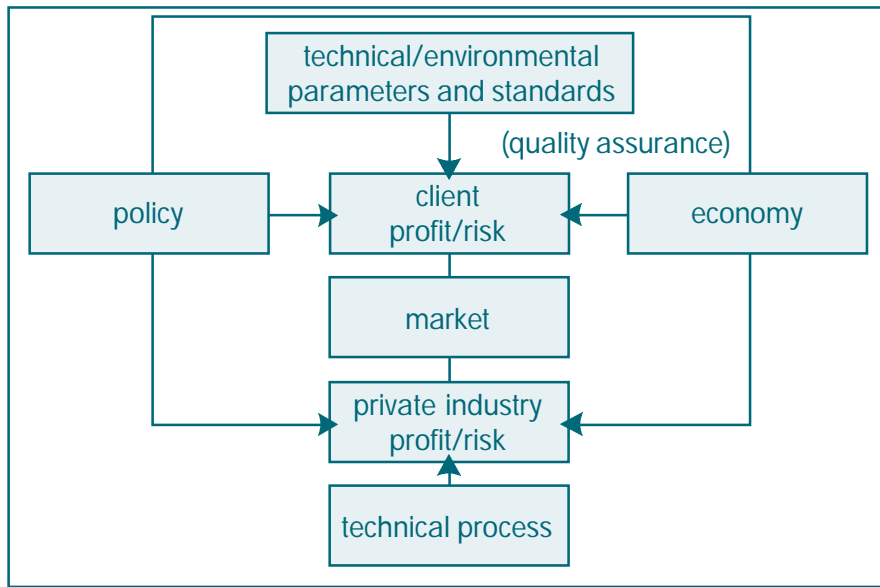 technical/environmental
parameters and standards
(quality assurance)
policy
client
profit/risk
economy
market
private industry
profit/risk
technical process